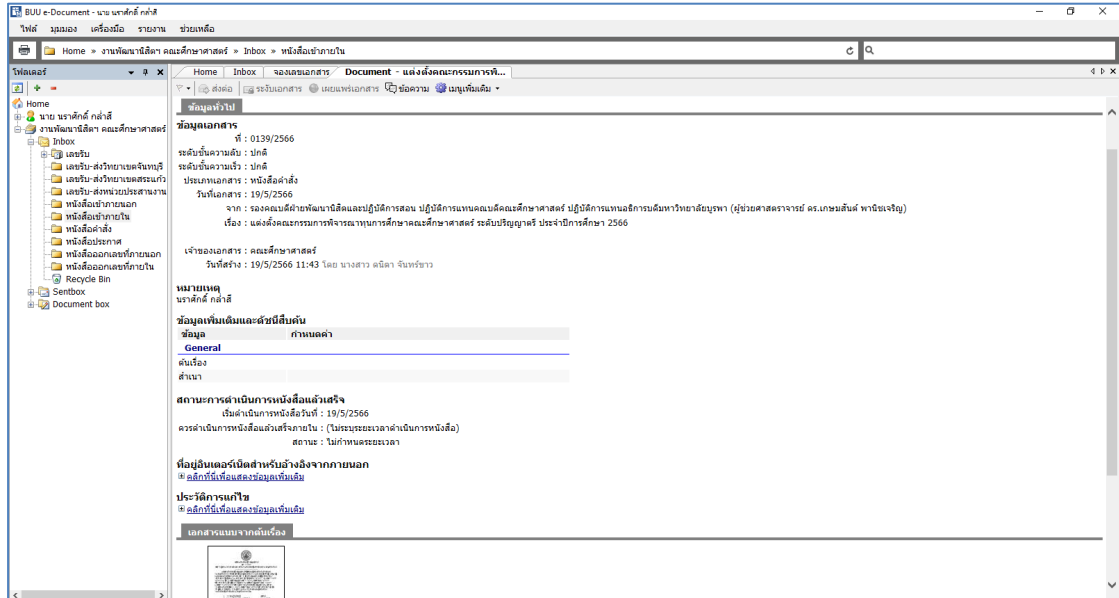 BUU e-Document - นาย นราศักดิ์ กล่ำสี
ไฟล์ มุมมอง เครื่องมือ รายงาน ช่วยเหลือ
Home » งานพัฒนานิสิตฯ คณะศึกษาศาสตร์ » Inbox » หนังสือเข้าภายใน
โฟลเดอร์
Home
นาย นราศักดิ์ กล่ำสี
งานพัฒนานิสิตฯ คณะศึกษาศาสตร์
Inbox
เลขรับ
เลขรับ-ส่งวิทยาเขตจันทบุรี
เลขรับ-ส่งวิทยาเขตสระแก้ว
เลขรับ-ส่งหน่วยประสานงาน
หนังสือเข้าภายนอก
หนังสือเข้าภายใน
หนังสือคำสั่ง
หนังสือประกาศ
หนังสือออกเลขที่ภายนอก
หนังสือออกเลขที่ภายใน
Recycle Bin
Sentbox
Document box
Home Inbox จองเลขเอกสาร Document - แต่งตั้งคณะกรรมการพิ...
ส่งต่อ ระงับเอกสาร เผยแพร่เอกสาร ข้อความ เมนูเพิ่มเติม
ข้อมูลทั่วไป
ข้อมูลเอกสาร
ที่ : 0139/2566
ระดับชั้นความลับ : ปกติ
ระดับชั้นความเร็ว : ปกติ
ประเภทเอกสาร : หนังสือคำสั่ง
วันที่เอกสาร : 19/5/2566
จาก : รองคณบดีฝ่ายพัฒนานิสิตและปฏิบัติการสอน ปฏิบัติการแทนคณบดีคณะศึกษาศาสตร์ ปฏิบัติการแทนอธิการบดีมหาวิทยาลัยบูรพา (ผู้ช่วยศาสตราจารย์ ดร.เกษมสันต์ พานิชเจริญ)
เรื่อง : แต่งตั้งคณะกรรมการพิจารณาทุนการศึกษาคณะศึกษาศาสตร์ ระดับปริญญาตรี ประจำปีการศึกษา 2566
เจ้าของเอกสาร : คณะศึกษาศาสตร์
วันที่สร้าง : 19/5/2566 11:43 โดย นางสาว ดนิตา จันทร์ขาว
หมายเหตุ
นราศักดิ์ กล่ำสี
ข้อมูลเพิ่มเติมและดัชนีสืบค้น
ข้อมูล กำหนดค่า
General
ต้นเรื่อง
สำเนา
สถานะการดำเนินการหนังสือแล้วเสร็จ
เริ่มดำเนินการหนังสือวันที่ : 19/5/2566
ควรดำเนินการหนังสือแล้วเสร็จภายใน : (ไม่ระบุระยะเวลาดำเนินการหนังสือ)
สถานะ : ไม่กำหนดระยะเวลา
ที่อยู่อินเตอร์เน็ตสำหรับอ้างอิงจากภายนอก
คลิกที่นี่เพื่อแสดงข้อมูลเพิ่มเติม
ประวัติการแก้ไข
คลิกที่นี่เพื่อแสดงข้อมูลเพิ่มเติม
เอกสารแนบจากต้นเรื่อง